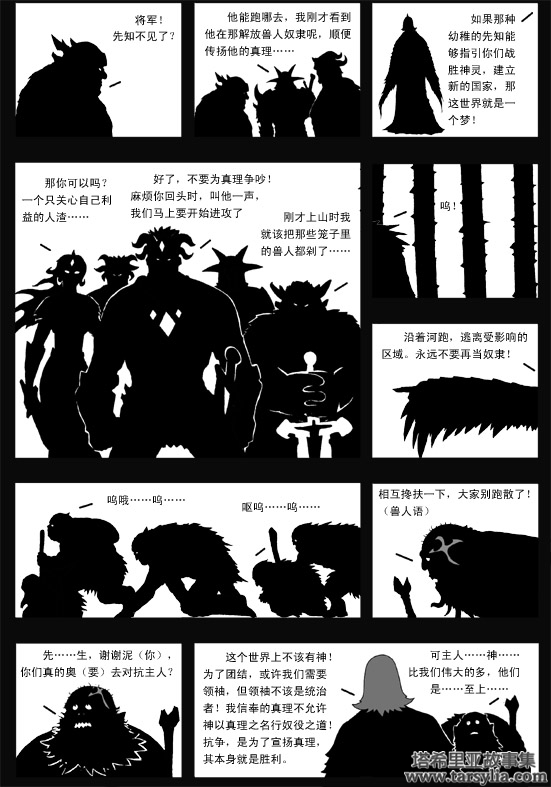 将军！
先知不见了？
他能跑哪去，我刚才看到
他在那解放兽人奴隶呢，顺便
传扬他的真理
如果那种
幼稚的先知能
够指引你们战
胜神灵，建立
新的国家，那
这世界就是一
个梦！
那你可以吗？
一个只关心自己利
益的人渣……
好了，不要为真理争吵！
麻烦你回头时，叫他一声，
我们马上要开始进攻了
刚才上山时我
就该把那些笼子里
的兽人都剁了……
呜！
沿着河跑，逃离受影响的
区域。永远不要再当奴隶！
呜哦……呜……
呕呜……呜……
相互搀扶一下，大家别跑散了！
（兽人语）
先……生，谢谢泥（你），
你们真的奥（要）去对抗主人？
这个世界上不该有神！
为了团结，或许我们需要
领袖，但领袖不该是统治
者！我信奉的真理不允许
神以真理之名行奴役之道！
抗争，是为了宣扬真理，
其本身就是胜利。
可主人……神……
比我们伟大的多，他们
是……至上……
塔希里亚故事集
www.tarsylia.com